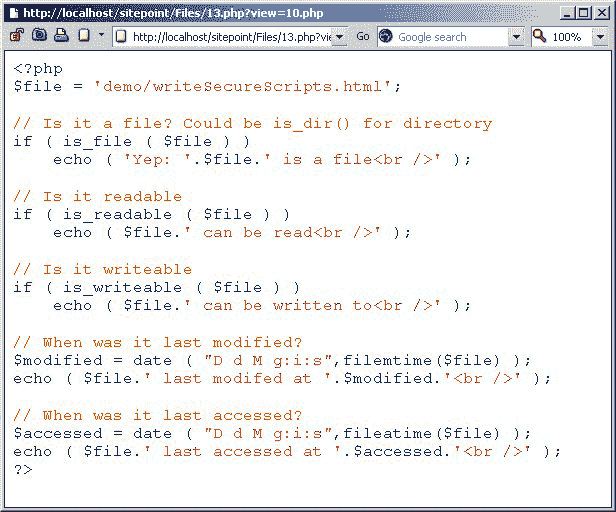 http://localhost/sitepoint/Files/13.php?view=10.php
http://localhost/sitepoint/Files/13.php?vie Go Google search 100%
<?php
$file = 'demo/writeSecureScripts.html';
// Is it a file? Could be is_dir() for directory
if ( is_file ( $file ) )
echo ( 'Yep: '.$file.' is a file<br />' );
// Is it readable
if ( is_readable ( $file ) )
echo ( $file.' can be read<br />' );
// Is it writeable
if ( is_writeable ( $file ) )
echo ( $file.' can be written to<br />' );
// When was it last modified?
$modified = date ( "D d M g:i:s",filemtime($file) );
echo ( $file.' last modifed at '.$modified.'<br />' );
// When was it last accessed?
$accessed = date ( "D d M g:i:s",fileatime($file) );
echo ( $file.' last accessed at '.$accessed.'<br />' );
?>